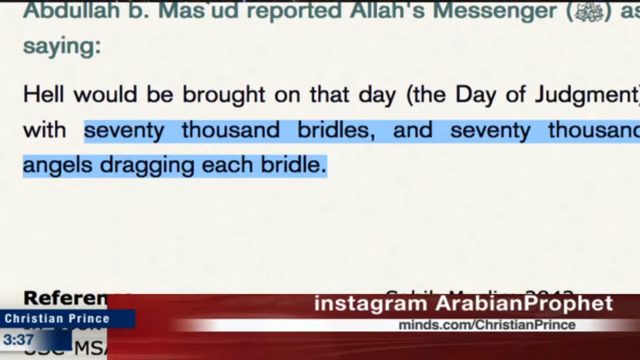 Abdullah b. Mas'ud reported Allah's Messenger (ﷺ) as
saying:
Hell would be brought on that day (the Day of Judgment)
with seventy thousand bridles, and seventy thousand
angels dragging each bridle.
Reference
instagram ArabianProphet
Christian Prince
minds.com/ChristianPrince
3:37
USC-MSA